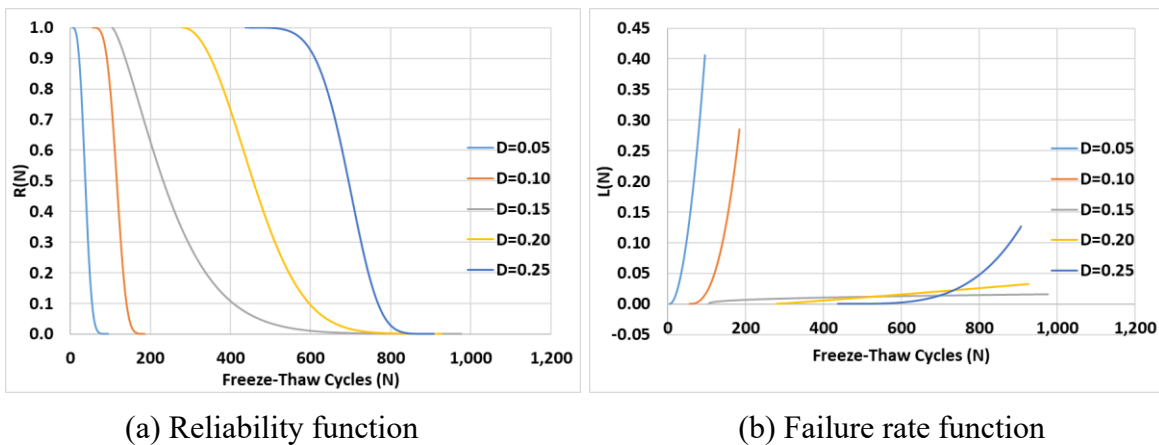 1.0
0.9
0.8
0.7
0.6
0.5
0.4
0.3
0.2
0.1
0.0
R(N)
0 200 400 600 800 1,000 1,200
Freeze-Thaw Cycles (N)
D=0.05
D=0.10
D=0.15
D=0.20
D=0.25
(a) Reliability function
0.45
0.40
0.35
0.30
0.25
0.20
0.15
0.10
0.05
0.00
-0.05
L(N)
0 200 400 600 800 1,000 1,200
Freeze-Thaw Cycles (N)
D=0.05
D=0.10
D=0.15
D=0.20
D=0.25
(b) Failure rate function